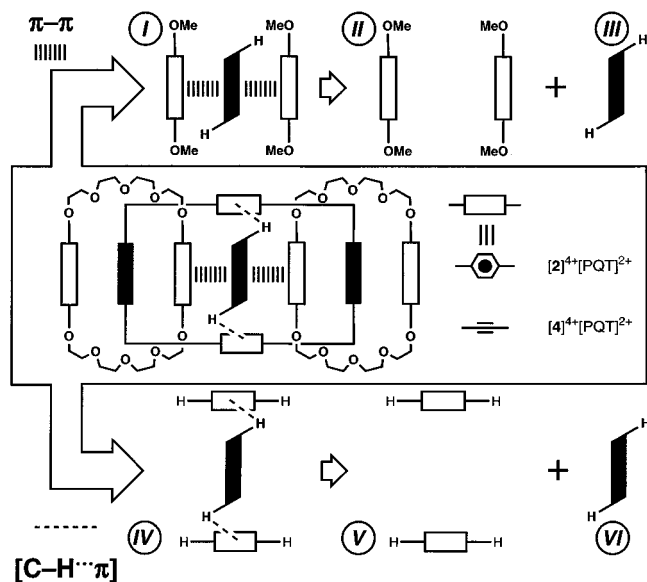 π–π
I
OMe
MeO
II
OMe
MeO
III
H
H
OMe
MeO
+
OMe
MeO
H
O O O O O O
O O O O
H
[2]⁴⁺[PQT]²⁺
H
[4]⁴⁺[PQT]²⁺
O O O O
O O O O O O
H H
H H
H
H
+
H
IV
H H
V
H H
H
VI
[C–H···π]